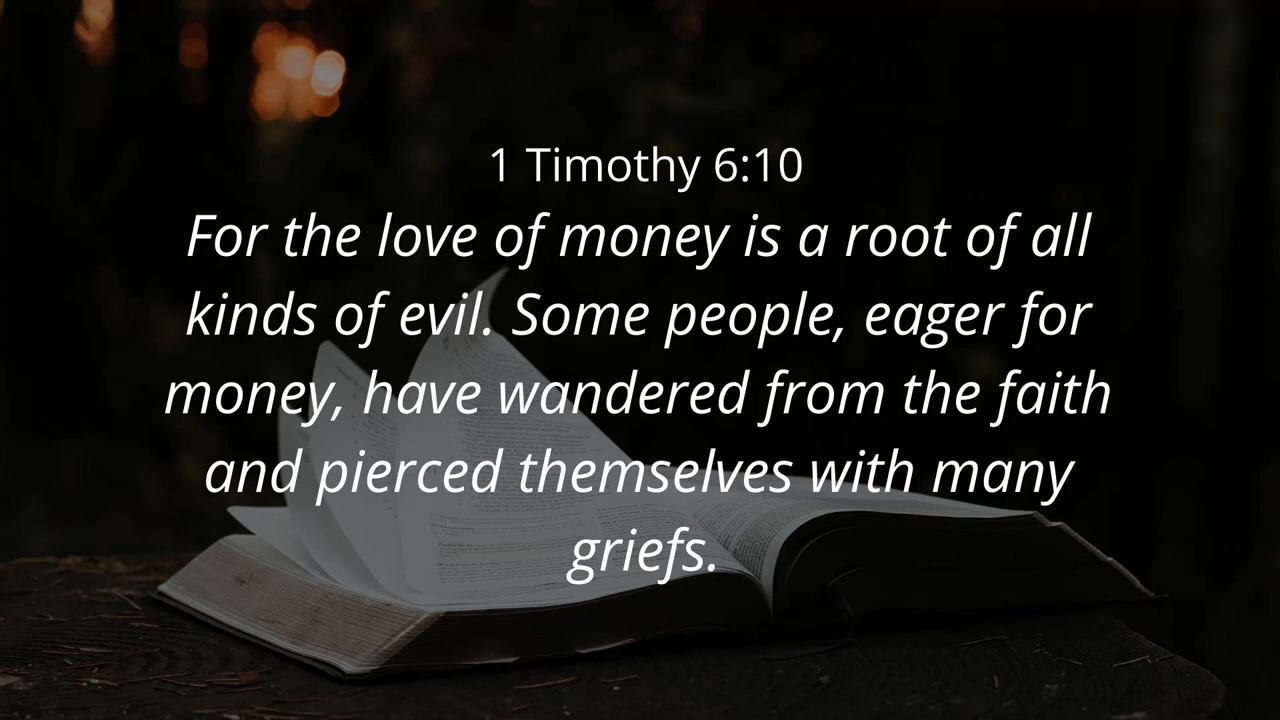 1 Timothy 6:10
For the love of money is a root of all
kinds of evil. Some people, eager for
money, have wandered from the faith
and pierced themselves with many
griefs.